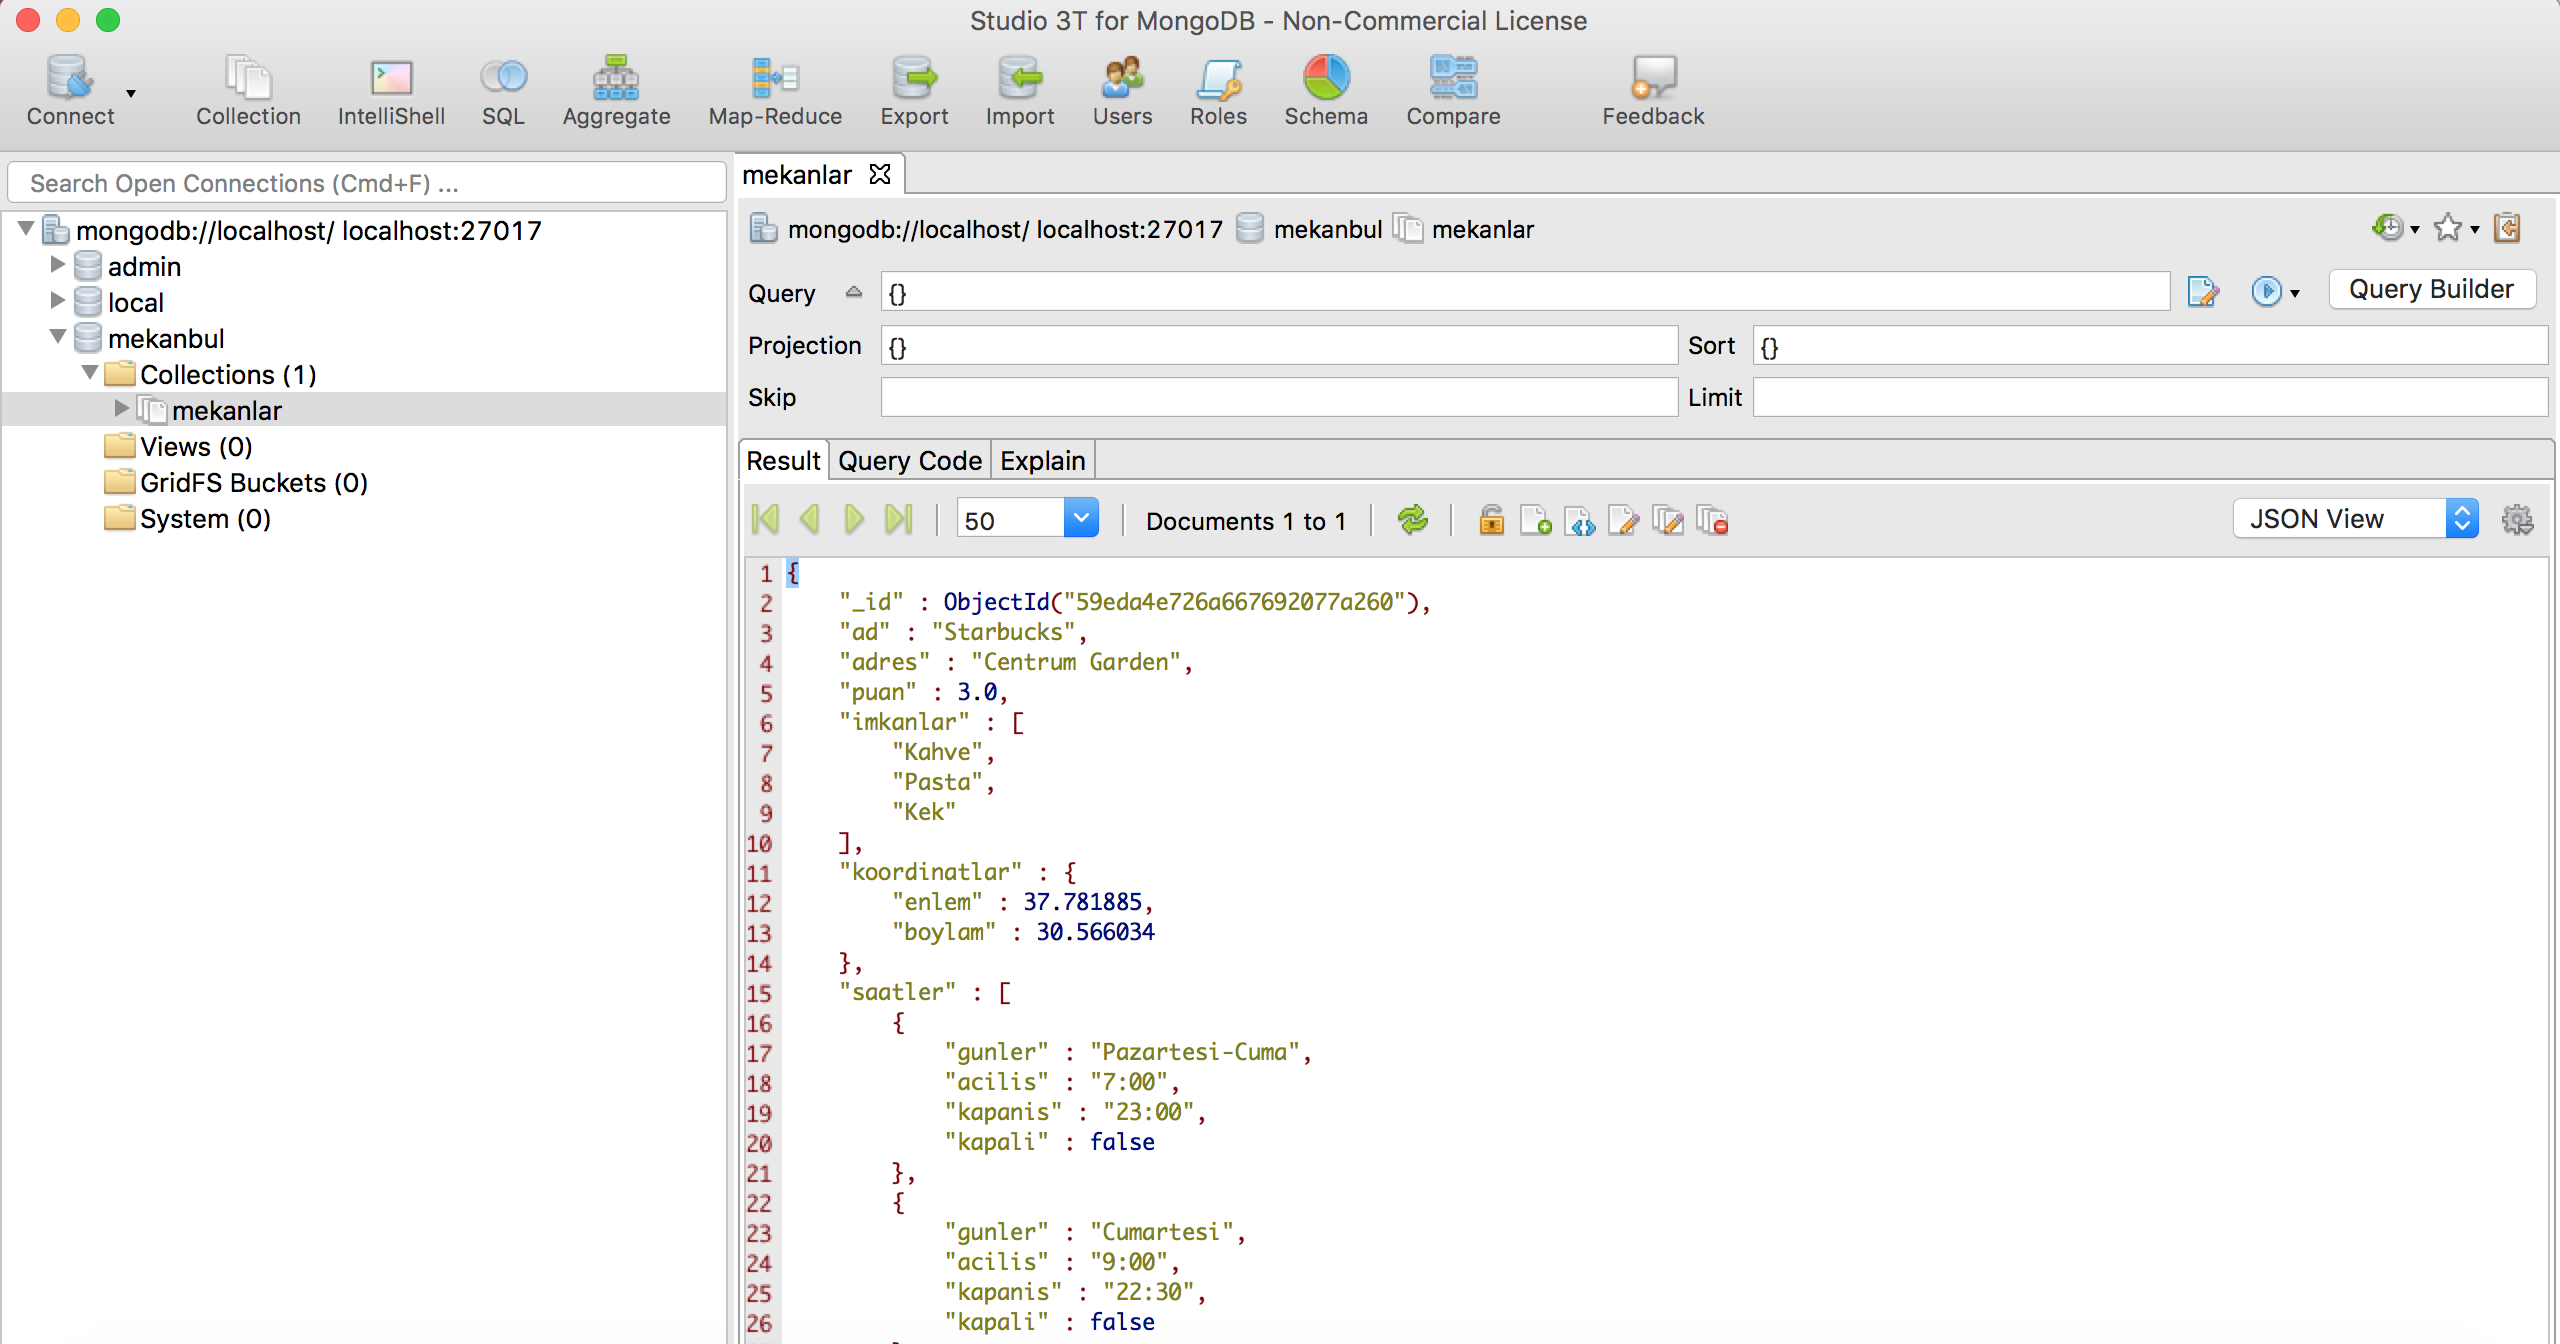 Studio 3T for MongoDB - Non-Commercial License
Connect Collection IntelliShell SQL Aggregate Map-Reduce Export Import Users Roles Schema Compare Feedback
Search Open Connections (Cmd+F) ...
mongodb://localhost/ localhost:27017
admin
local
mekanbul
Collections (1)
mekanlar
Views (0)
GridFS Buckets (0)
System (0)
mekanlar
mongodb://localhost/ localhost:27017 mekanbul mekanlar
Query {} Query Builder
Projection {} Sort {}
Skip Limit
Result Query Code Explain
50 Documents 1 to 1 JSON View
1 {
2 "_id" : ObjectId("59eda4e726a667692077a260"),
3 "ad" : "Starbucks",
4 "adres" : "Centrum Garden",
5 "puan" : 3.0,
6 "imkanlar" : [
7 "Kahve",
8 "Pasta",
9 "Kek"
10 ],
11 "koordinatlar" : {
12 "enlem" : 37.781885,
13 "boylam" : 30.566034
14 },
15 "saatler" : [
16 {
17 "gunler" : "Pazartesi-Cuma",
18 "acilis" : "7:00",
19 "kapanis" : "23:00",
20 "kapali" : false
21 },
22 {
23 "gunler" : "Cumartesi",
24 "acilis" : "9:00",
25 "kapanis" : "22:30",
26 "kapali" : false